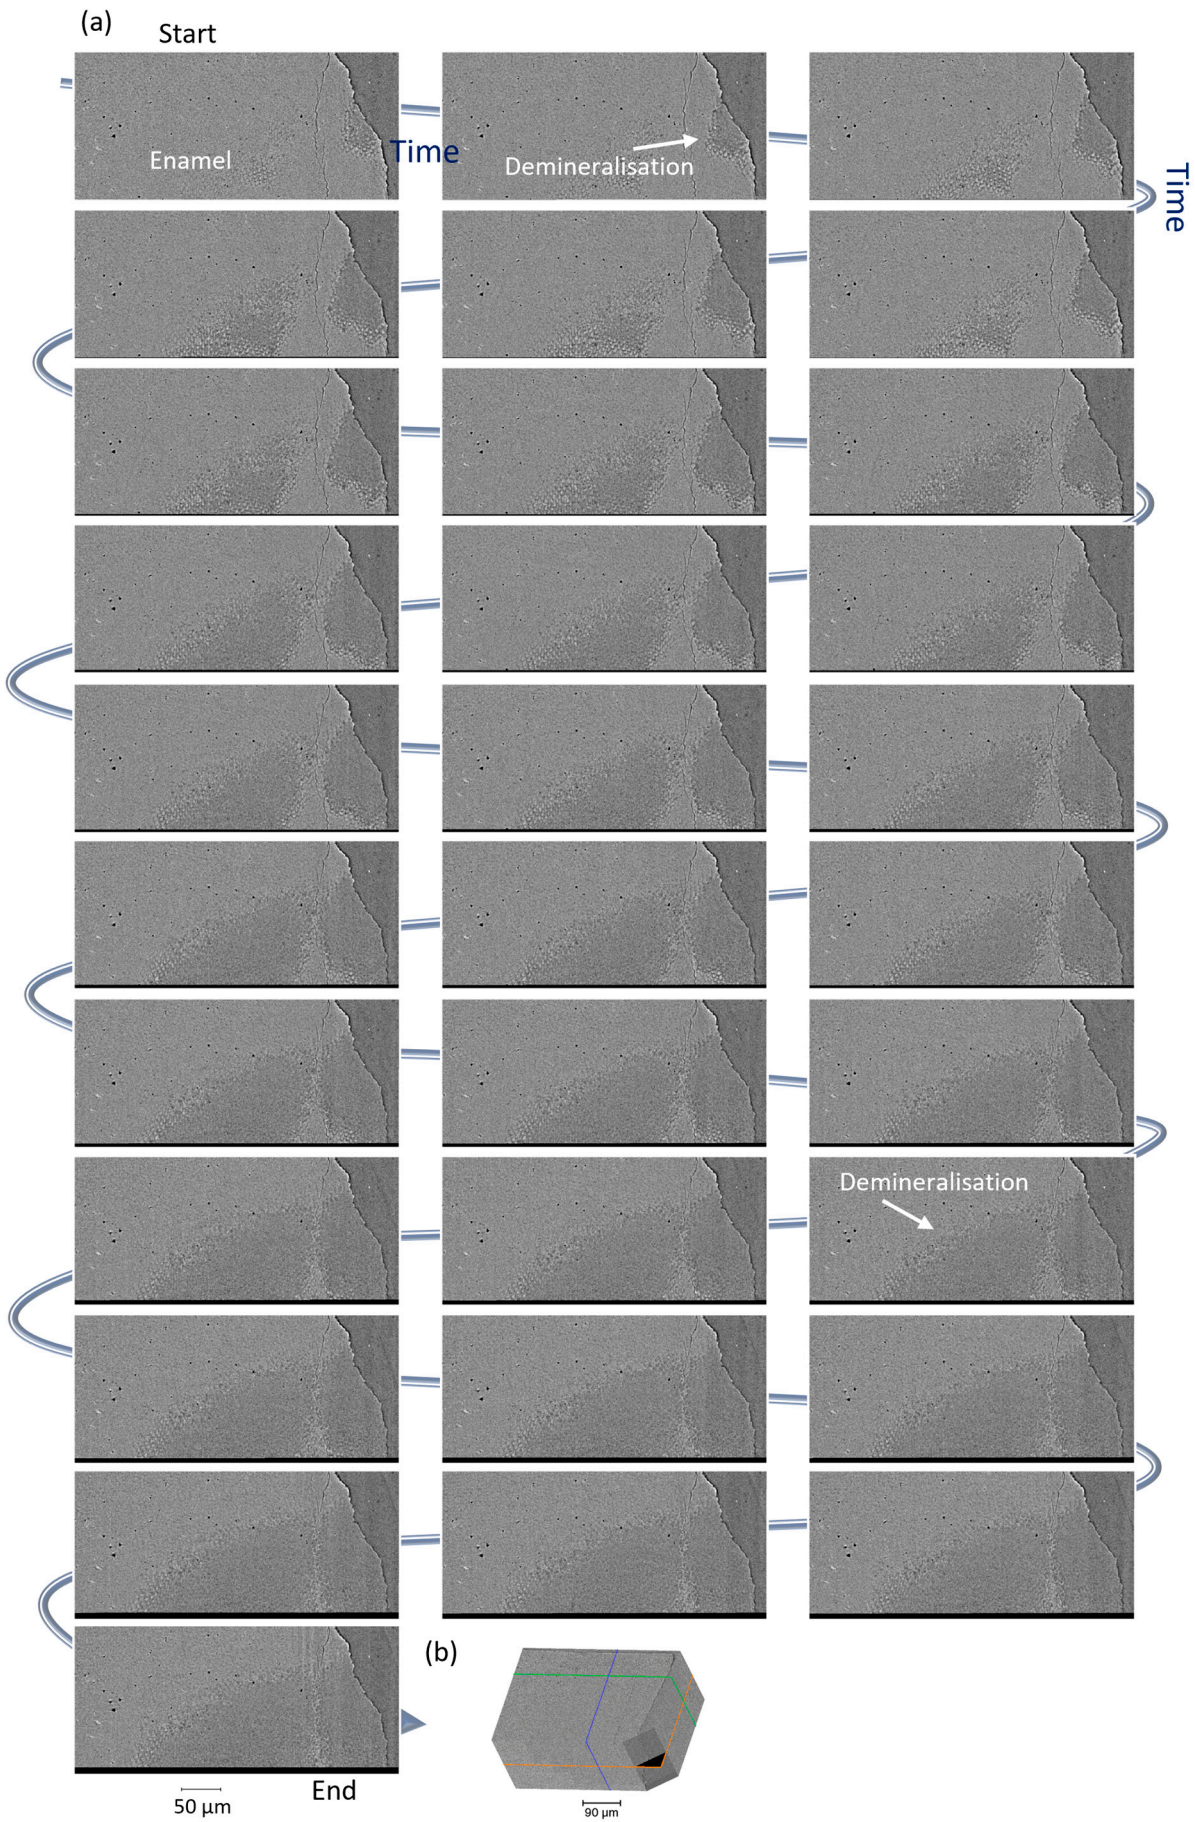 (a)
Start
Enamel
Time
Demineralisation
Time
Demineralisation
(b)
End
50 µm
90 µm